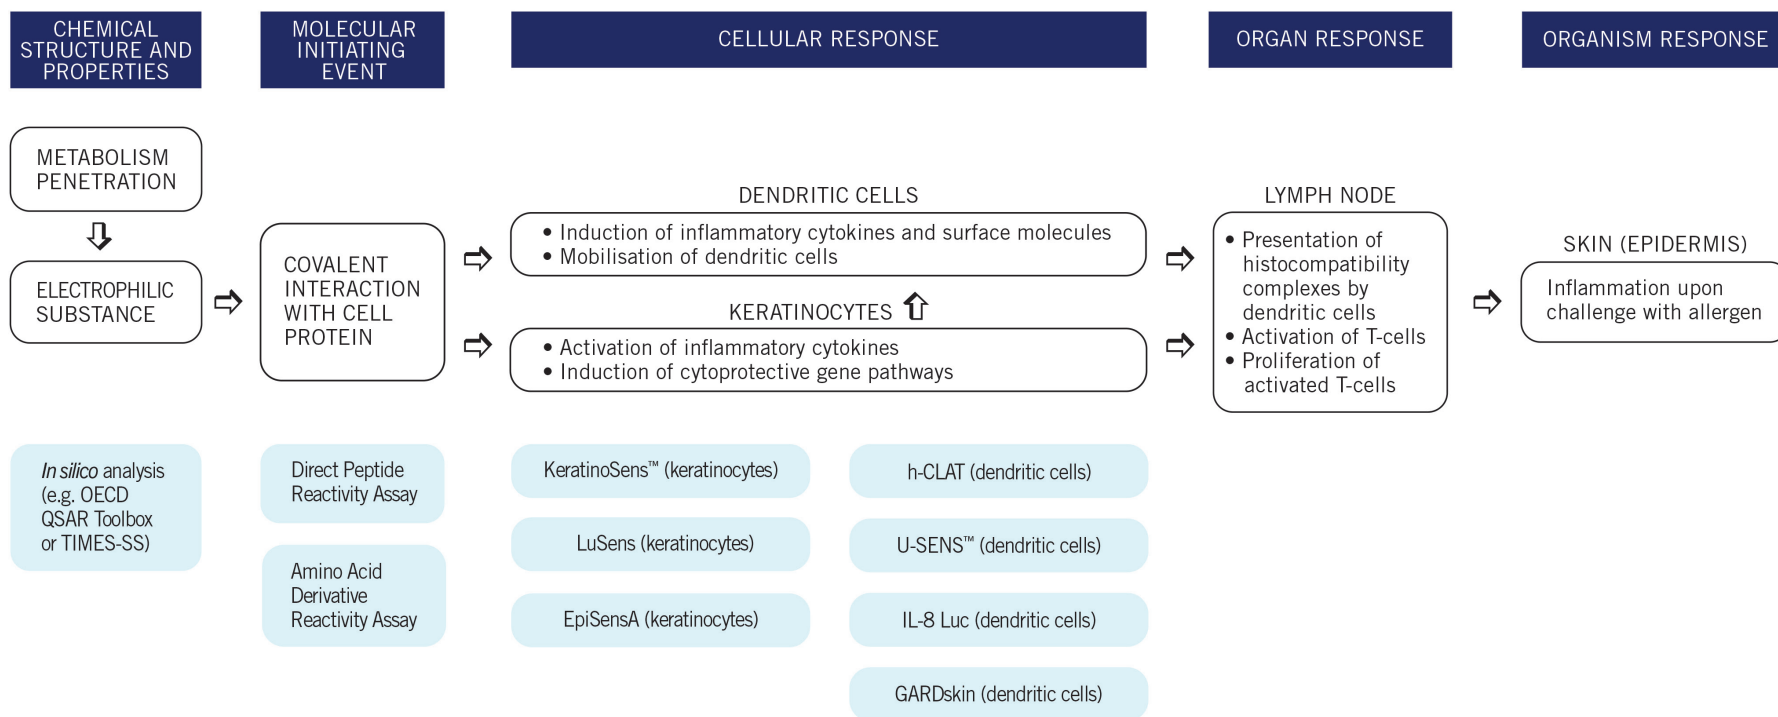 CHEMICAL
STRUCTURE AND
PROPERTIES
MOLECULAR
INITIATING
EVENT
CELLULAR RESPONSE
ORGAN RESPONSE
ORGANISM RESPONSE
METABOLISM
PENETRATION
ELECTROPHILIC
SUBSTANCE
COVALENT
INTERACTION
WITH CELL
PROTEIN
DENDRITIC CELLS
• Induction of inflammatory cytokines and surface molecules
• Mobilisation of dendritic cells
KERATINOCYTES
• Activation of inflammatory cytokines
• Induction of cytoprotective gene pathways
LYMPH NODE
• Presentation of
histocompatibility
complexes by
dendritic cells
• Activation of T-cells
• Proliferation of
activated T-cells
SKIN (EPIDERMIS)
Inflammation upon
challenge with allergen
In silico analysis
(e.g. OECD
QSAR Toolbox
or TIMES-SS)
Direct Peptide
Reactivity Assay
Amino Acid
Derivative
Reactivity Assay
KeratinoSens™ (keratinocytes)
LuSens (keratinocytes)
EpiSensA (keratinocytes)
h-CLAT (dendritic cells)
U-SENS™ (dendritic cells)
IL-8 Luc (dendritic cells)
GARDskin (dendritic cells)